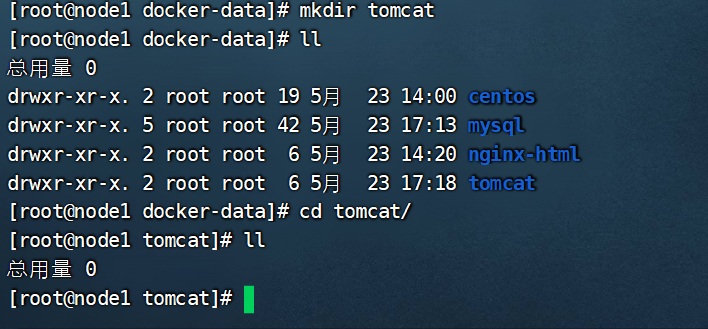 [root@node1 docker-data]# mkdir tomcat
[root@node1 docker-data]# ll
总用量 0
drwxr-xr-x. 2 root root 19 5月  23 14:00 centos
drwxr-xr-x. 5 root root 42 5月  23 17:13 mysql
drwxr-xr-x. 2 root root  6 5月  23 14:20 nginx-html
drwxr-xr-x. 2 root root  6 5月  23 17:18 tomcat
[root@node1 docker-data]# cd tomcat/
[root@node1 tomcat]# ll
总用量 0
[root@node1 tomcat]#